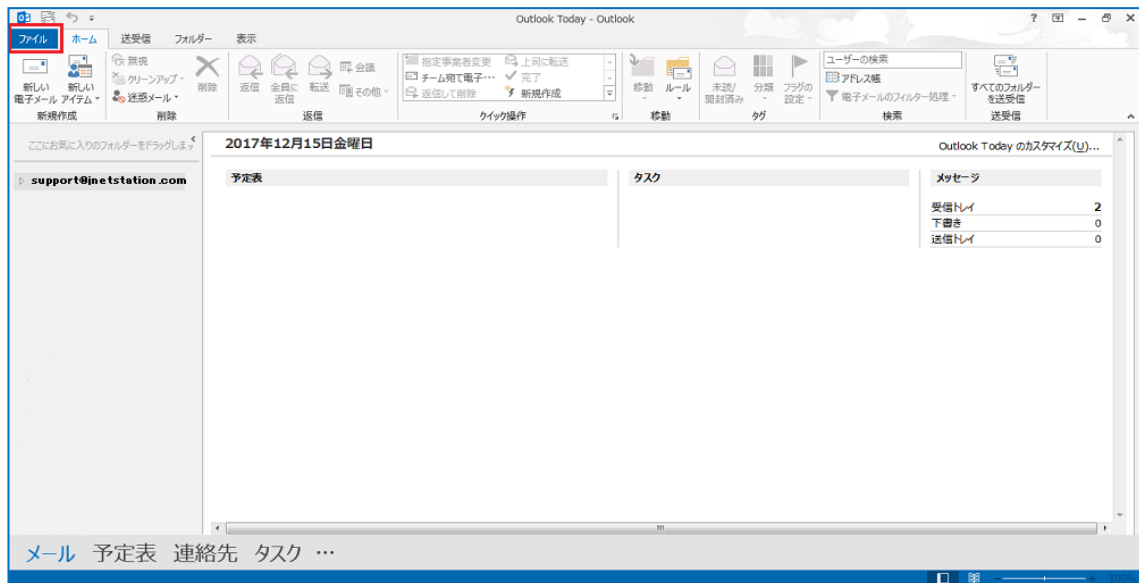 Outlook Today - Outlook
ファイル ホーム 送受信 フォルダー 表示
新しい
電子メール
新しい
アイテム
新規作成
無視
クリーンアップ
迷惑メール
削除
削除
返信
全員に
返信
転送
会議
その他
返信
指定事業者変更
チーム宛て電子…
返信して削除
上司に転送
完了
新規作成
クイック操作
移動
ルール
移動
未読/
開封済み
分類
フラグの
設定
タグ
ユーザーの検索
アドレス帳
電子メールのフィルター処理
検索
すべてのフォルダー
を送受信
送受信
ここにお気に入りのフォルダーをドラッグしま
support@jnetstation.com
2017年12月15日金曜日
Outlook Today のカスタマイズ(U)...
予定表
タスク
メッセージ
受信トレイ 2
下書き 0
送信トレイ 0
メール 予定表 連絡先 タスク …